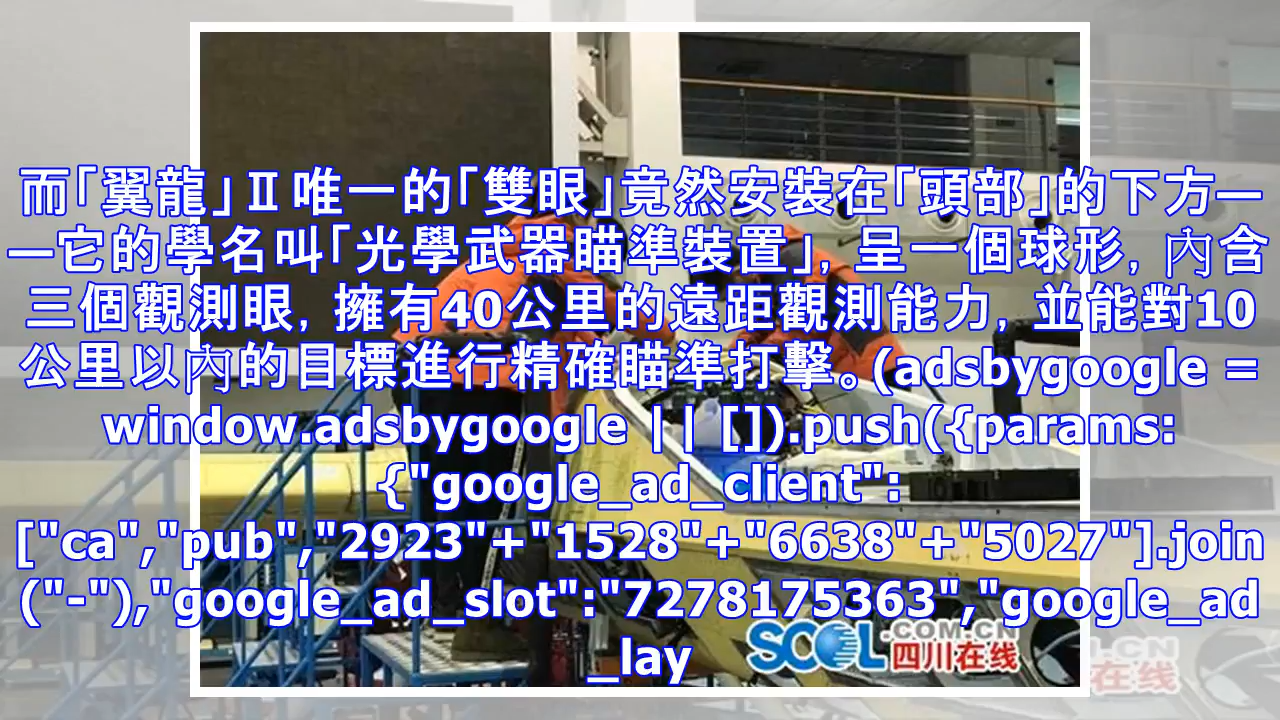 而「翼龍」Ⅱ唯一的「雙眼」竟然安裝在「頭部」的下方—
—它的學名叫「光學武器瞄準裝置」, 呈一個球形, 內含
三個觀測眼, 擁有40公里的遠距觀測能力, 並能對10
公里以內的目標進行精確瞄準打擊。(adsbygoogle =
window.adsbygoogle || []).push({params:
{"google_ad_client":
["ca","pub","2923"+"1528"+"6638"+"5027"].join
("-"),"google_ad_slot":"7278175363","google_ad
_lay
SCOL.COM.CN
四川在线
M.CN
在线